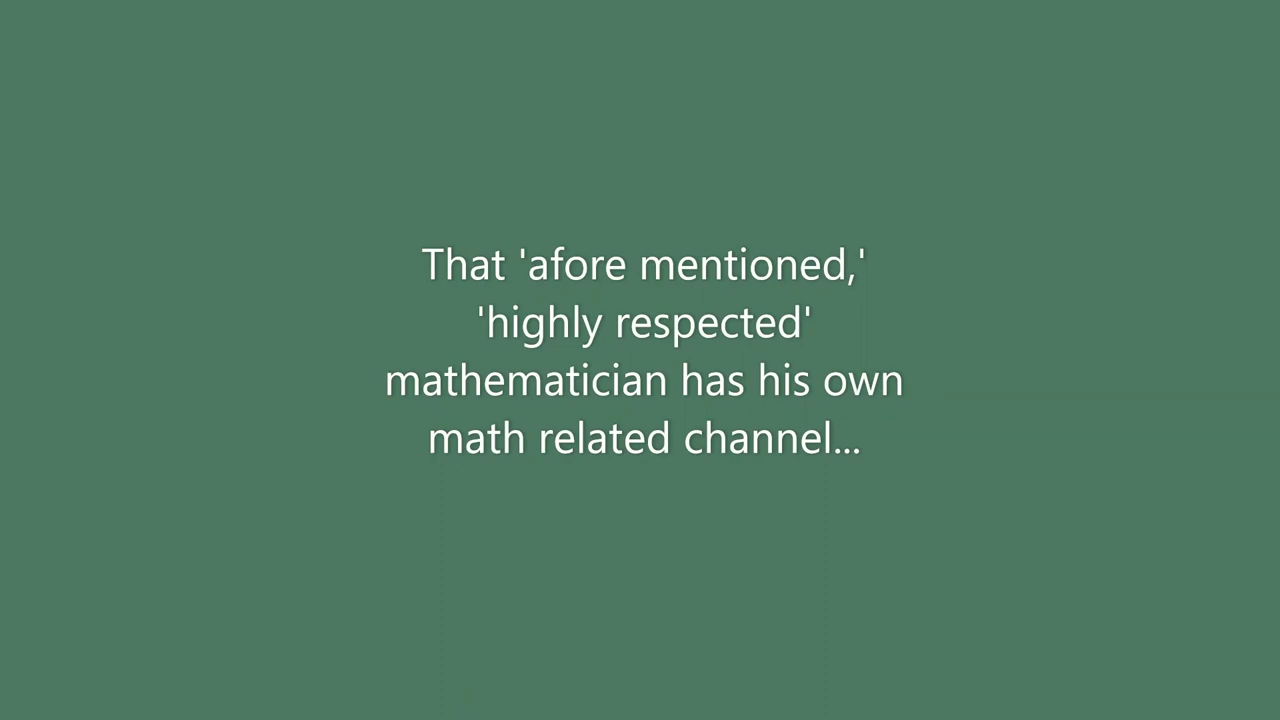 That 'afore mentioned,'
'highly respected'
mathematician has his own
math related channel...